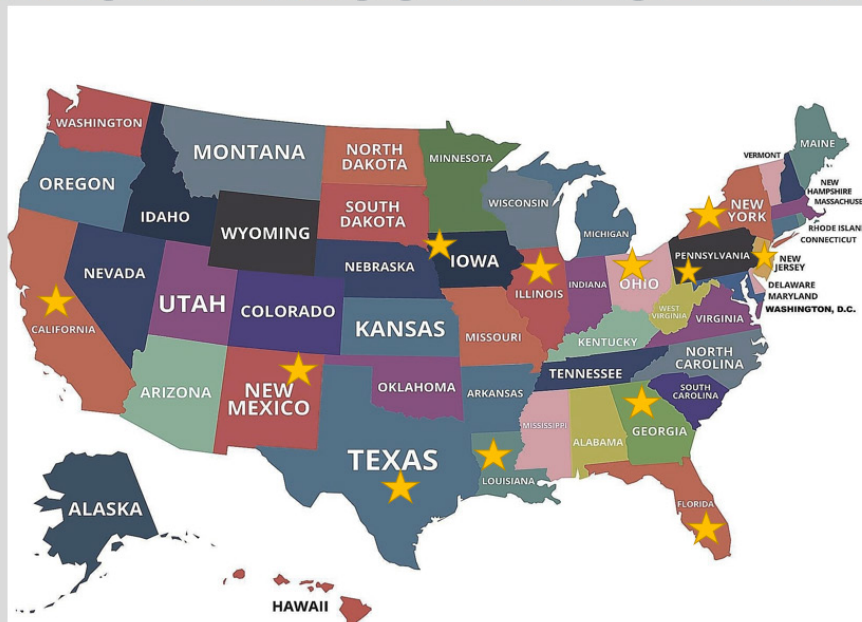 WASHINGTON
MONTANA
NORTH
DAKOTA
MINNESOTA
MAINE
VERMONT
OREGON
IDAHO
WYOMING
SOUTH
DAKOTA
WISCONSIN
MICHIGAN
NEW
YORK
NEW
HAMPSHIRE
MASSACHUSE
RHODE ISLAN
CONNECTICUT
NEVADA
UTAH
COLORADO
NEBRASKA
IOWA
ILLINOIS
INDIANA
OHIO
PENNSYLVANIA
NEW
JERSEY
DELAWARE
MARYLAND
WASHINGTON, D.C.
CALIFORNIA
KANSAS
MISSOURI
KENTUCKY
WEST
VIRGINIA
VIRGINIA
ARIZONA
NEW
MEXICO
OKLAHOMA
ARKANSAS
TENNESSEE
NORTH
CAROLINA
SOUTH
CAROLINA
TEXAS
LOUISIANA
MISSISSIPPI
ALABAMA
GEORGIA
FLORIDA
ALASKA
HAWAII